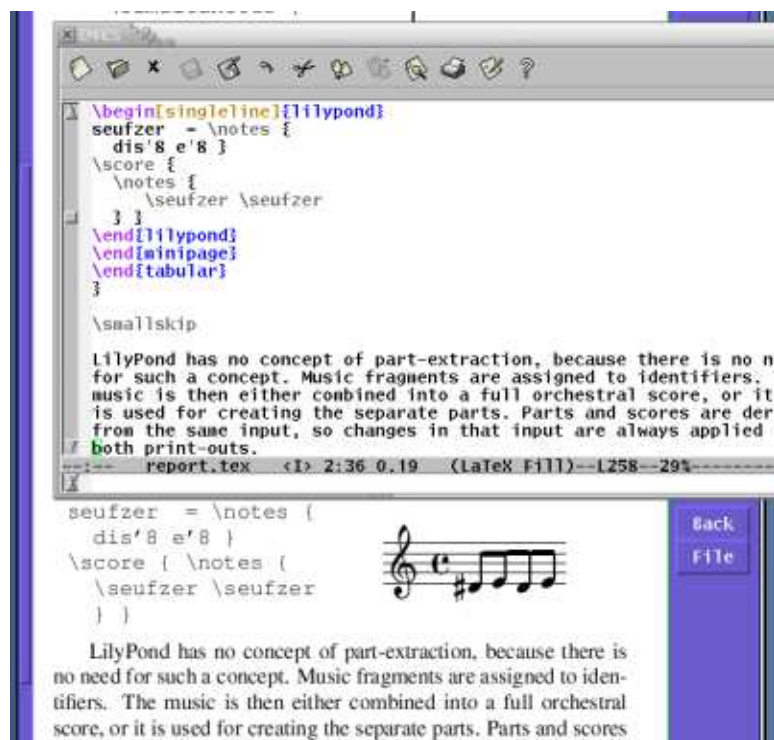 \begin[singleline]{lilypond}
seufzer = \notes {
dis'8 e'8 }
\score {
\notes {
\seufzer \seufzer
} }
\end{lilypond}
\end{minipage}
\end{tabular}
}
\smallskip
LilyPond has no concept of part-extraction, because there is no n
for such a concept. Music fragments are assigned to identifiers.
music is then either combined into a full orchestral score, or it
is used for creating the separate parts. Parts and scores are der
from the same input, so changes in that input are always applied
both print-outs.
--:-- report.tex <I> 2:36 0.19 (LaTeX Fill)--L258--29%--------
seufzer = \notes {
dis'8 e'8 }
\score { \notes {
\seufzer \seufzer
} }
Back
File
LilyPond has no concept of part-extraction, because there is
no need for such a concept. Music fragments are assigned to iden-
tifiers. The music is then either combined into a full orchestral
score, or it is used for creating the separate parts. Parts and scores